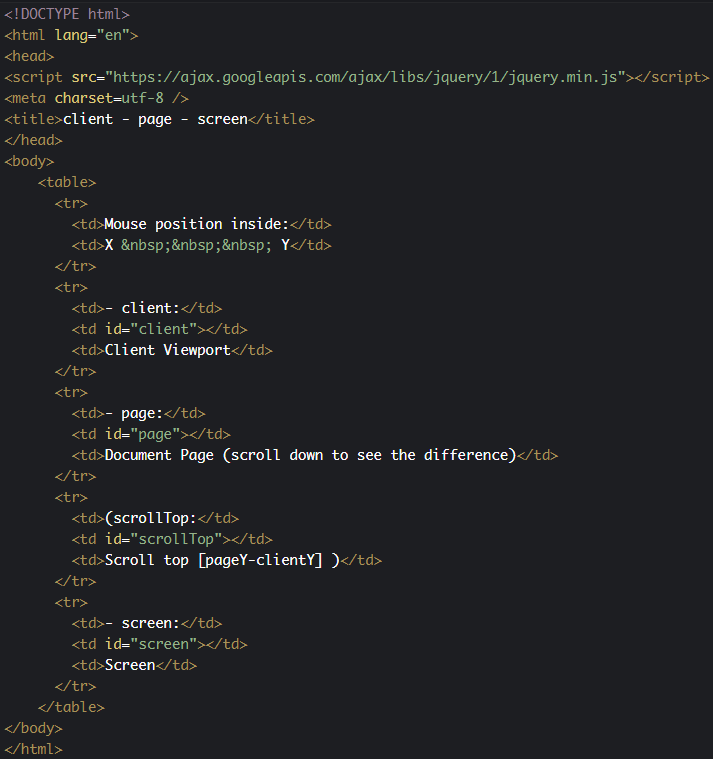 <!DOCTYPE html>
<html lang="en">
<head>
<script src="https://ajax.googleapis.com/ajax/libs/jquery/1/jquery.min.js"></script>
<meta charset=utf-8 />
<title>client - page - screen</title>
</head>
<body>
    <table>
      <tr>
        <td>Mouse position inside:</td>
        <td>X &nbsp;&nbsp;&nbsp; Y</td>
      </tr>
      <tr>
        <td>- client:</td>
        <td id="client"></td>
        <td>Client Viewport</td>
      </tr>
      <tr>
        <td>- page:</td>
        <td id="page"></td>
        <td>Document Page (scroll down to see the difference)</td>
      </tr>
      <tr>
        <td>(scrollTop:</td>
        <td id="scrollTop"></td>
        <td>Scroll top [pageY-clientY] )</td>
      </tr>
      <tr>
        <td>- screen:</td>
        <td id="screen"></td>
        <td>Screen</td>
      </tr>
    </table>
</body>
</html>